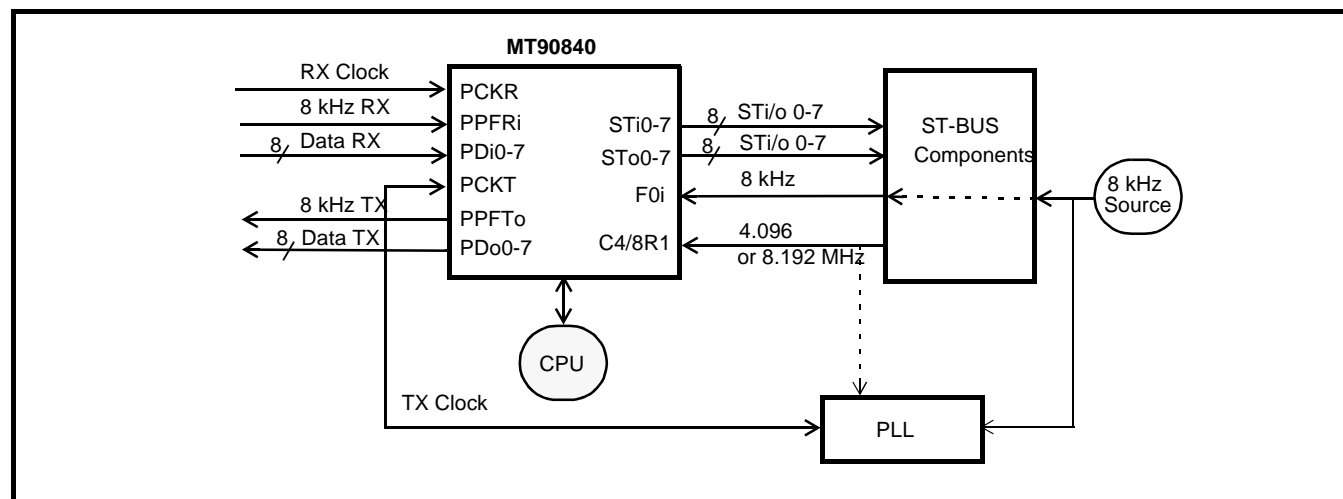 MT90840
RX Clock
8 kHz RX
8 Data RX
8 kHz TX
8 Data TX
PCKR
PPFRi
PDi0-7
PCKT
PPFTo
PDo0-7
STi0-7
STo0-7
F0i
C4/8R1
8 STi/o 0-7
8 STi/o 0-7
8 kHz
4.096
or 8.192 MHz
ST-BUS
Components
8 kHz
Source
CPU
TX Clock
PLL